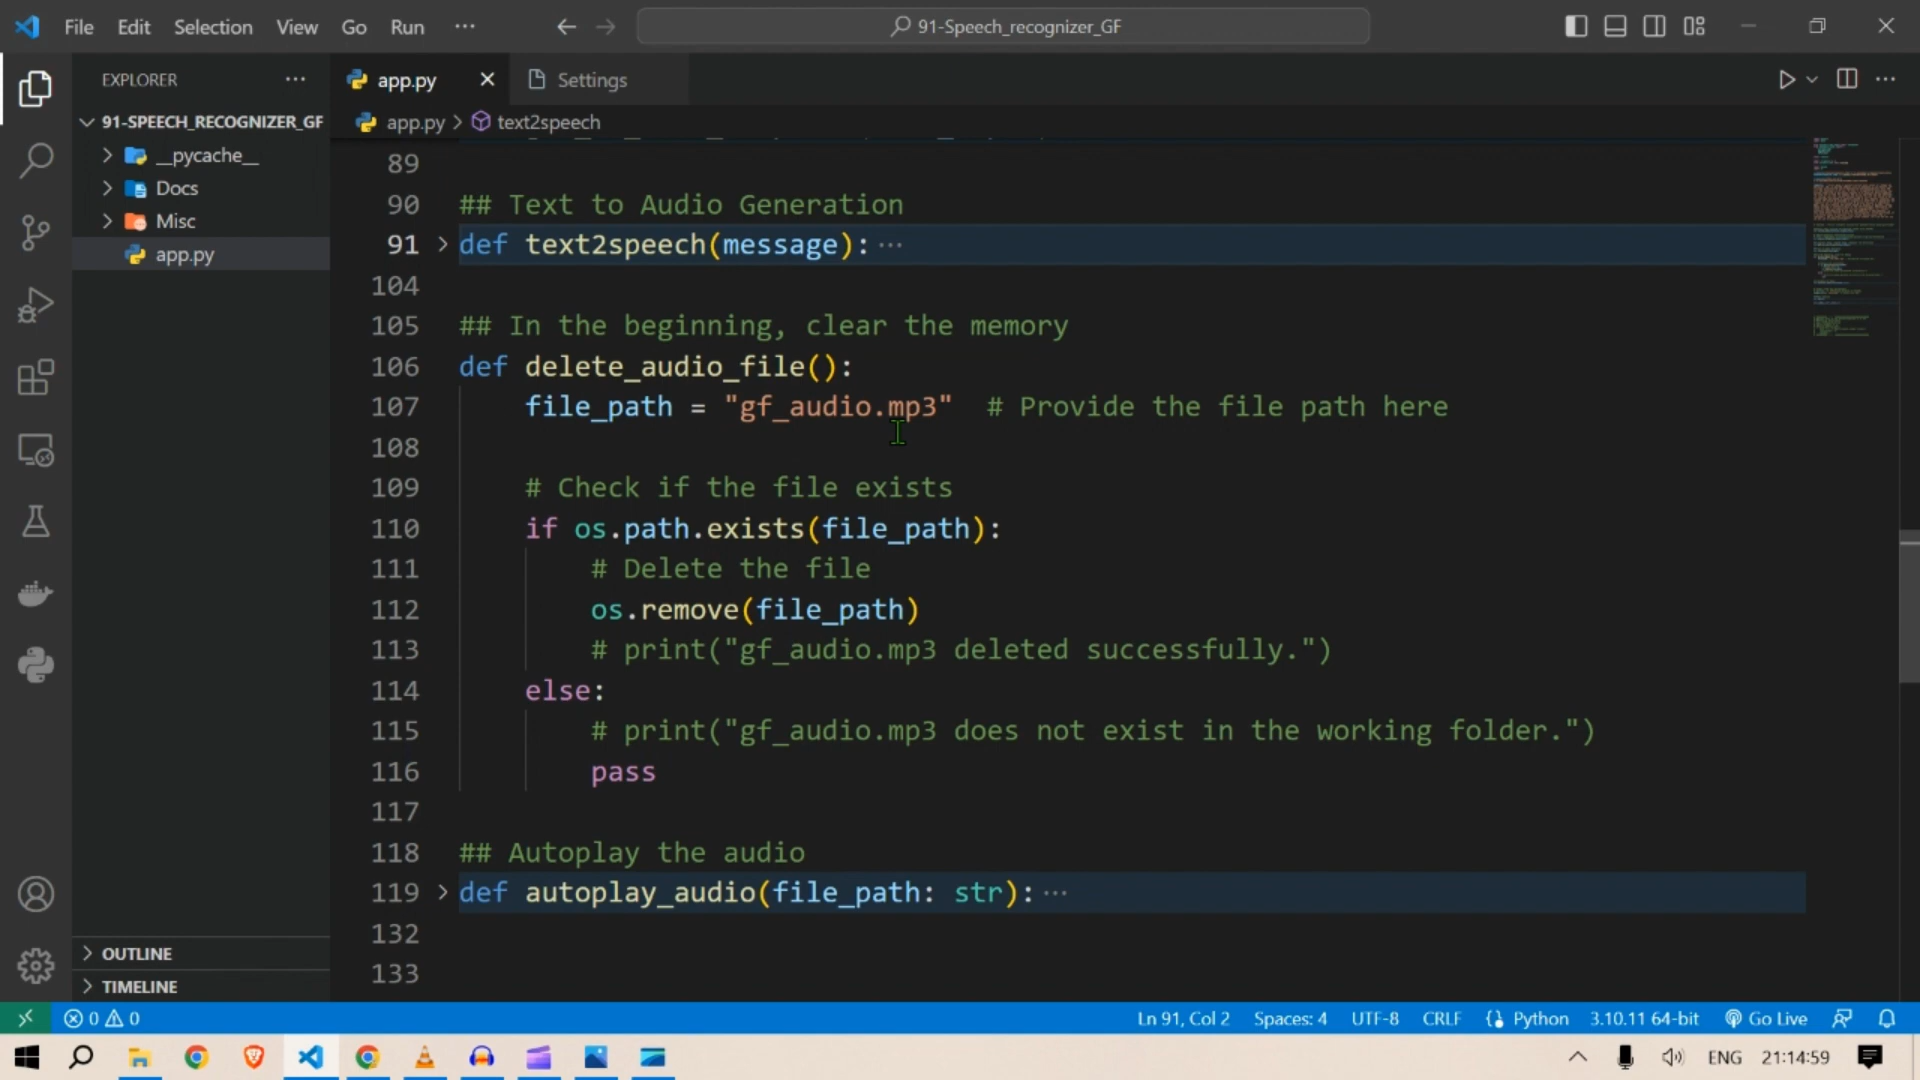 File Edit Selection View Go Run ··· 91-Speech_recognizer_GF
EXPLORER ··· app.py Settings
91-SPEECH_RECOGNIZER_GF
app.py > text2speech
__pycache__
Docs
Misc
app.py
89
90 ## Text to Audio Generation
91 def text2speech(message): ···
104
105 ## In the beginning, clear the memory
106 def delete_audio_file():
107 file_path = "gf_audio.mp3" # Provide the file path here
108
109 # Check if the file exists
110 if os.path.exists(file_path):
111 # Delete the file
112 os.remove(file_path)
113 # print("gf_audio.mp3 deleted successfully.")
114 else:
115 # print("gf_audio.mp3 does not exist in the working folder.")
116 pass
117
118 ## Autoplay the audio
119 def autoplay_audio(file_path: str): ···
132
133
OUTLINE
TIMELINE
0 0 Ln 91, Col 2 Spaces: 4 UTF-8 CRLF Python 3.10.11 64-bit Go Live
ENG 21:14:59